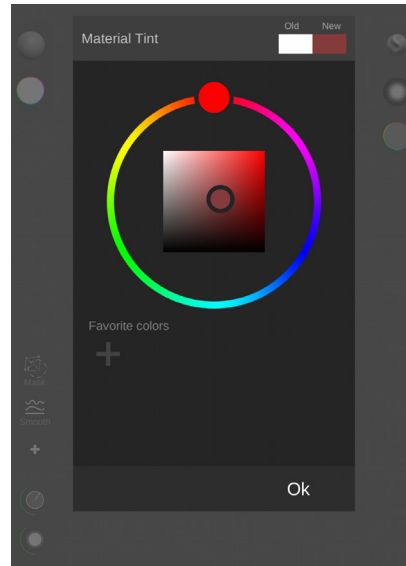 Old New
Material Tint
Favorite colors
Mask
Smooth
Ok